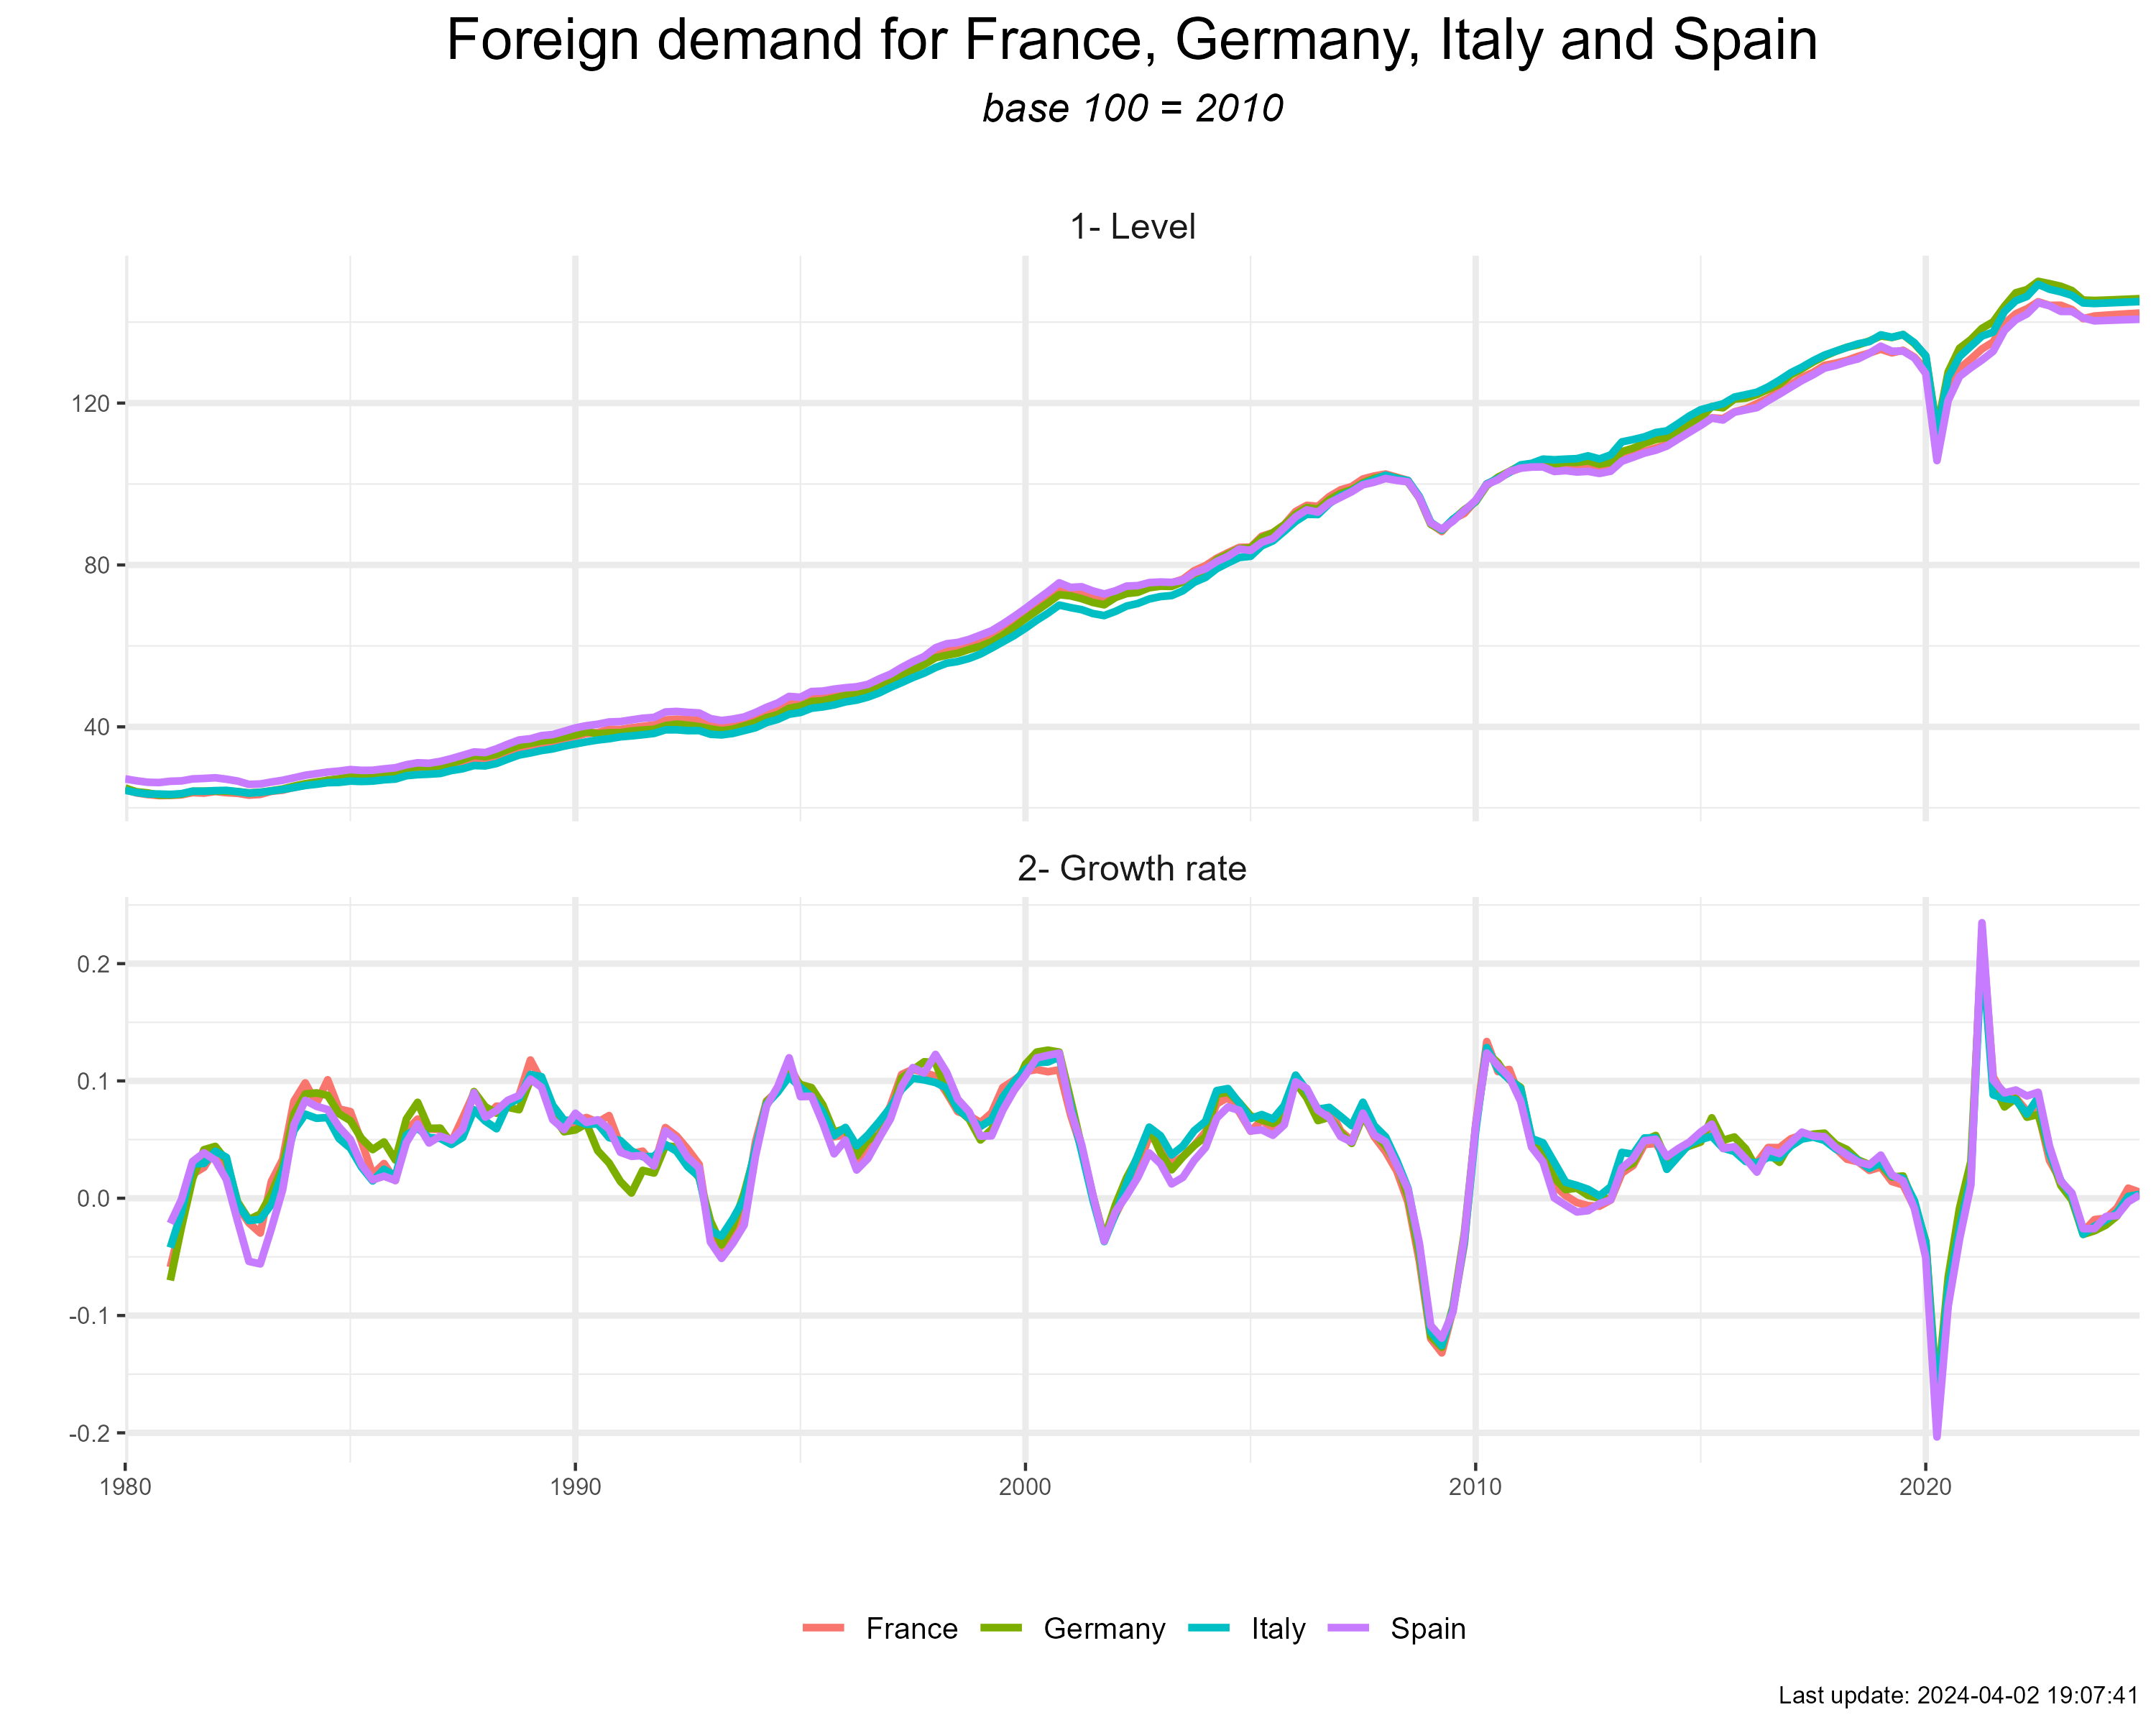 Foreign demand for France, Germany, Italy and Spain
base 100 = 2010
1- Level
120
80
40
2- Growth rate
0.2
0.1
0.0
-0.1
-0.2
1980 1990 2000 2010 2020
France Germany Italy Spain
Last update: 2024-04-02 19:07:41